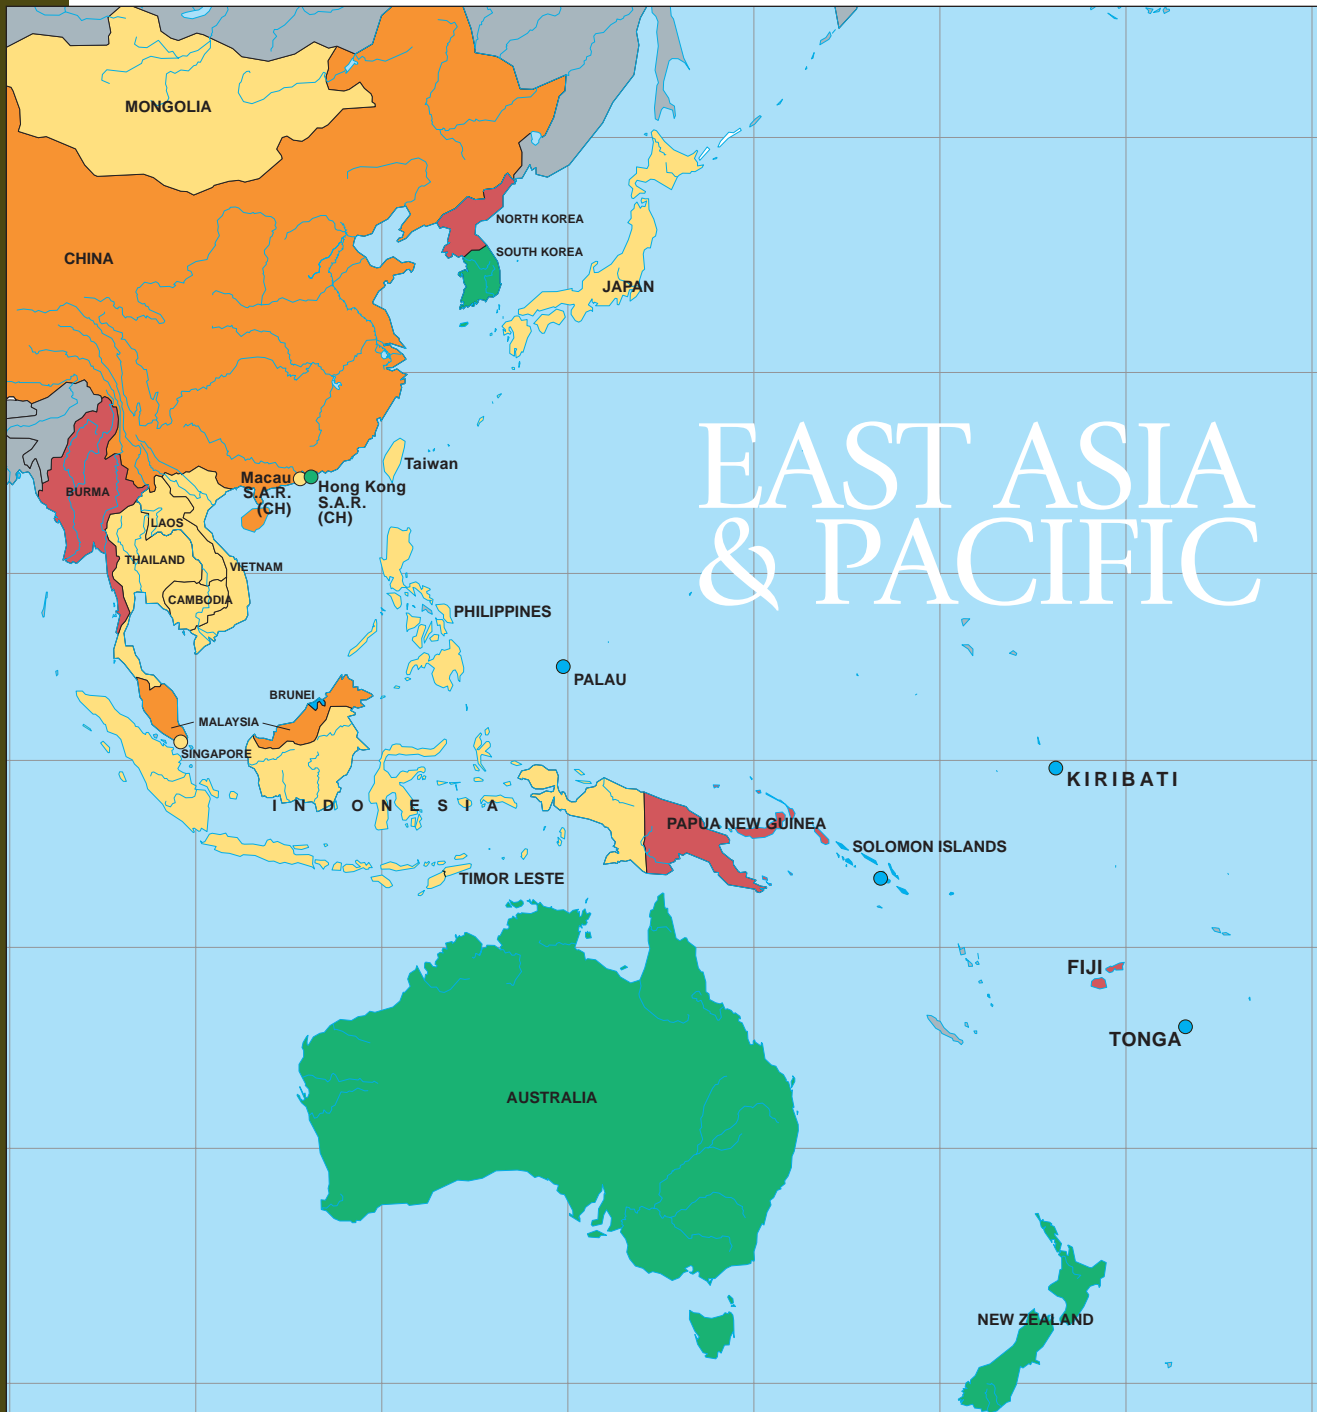 MONGOLIA
CHINA
NORTH KOREA
SOUTH KOREA
JAPAN
EAST ASIA
& PACIFIC
Taiwan
Macau
S.A.R.
(CH)
Hong Kong
S.A.R.
(CH)
BURMA
LAOS
THAILAND
VIETNAM
CAMBODIA
PHILIPPINES
PALAU
BRUNEI
MALAYSIA
SINGAPORE
KIRIBATI
INDONESIA
PAPUA NEW GUINEA
SOLOMON ISLANDS
TIMOR LESTE
FIJI
TONGA
AUSTRALIA
NEW ZEALAND